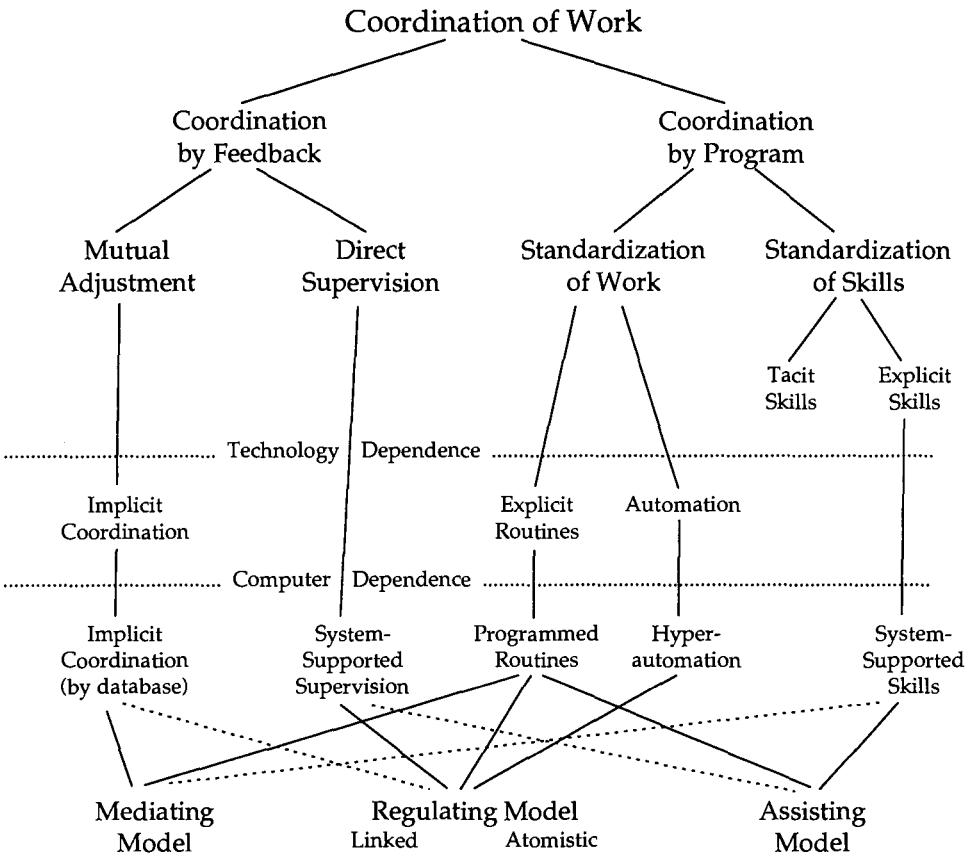 Coordination of Work
Coordination
by Feedback
Coordination
by Program
Mutual
Adjustment
Direct
Supervision
Standardization
of Work
Standardization
of Skills
Tacit
Skills
Explicit
Skills
Technology Dependence
Implicit
Coordination
Explicit
Routines
Automation
Computer Dependence
Implicit
Coordination
(by database)
System-
Supported
Supervision
Programmed
Routines
Hyper-
automation
System-
Supported
Skills
Mediating
Model
Regulating Model
Linked
Atomistic
Assisting
Model